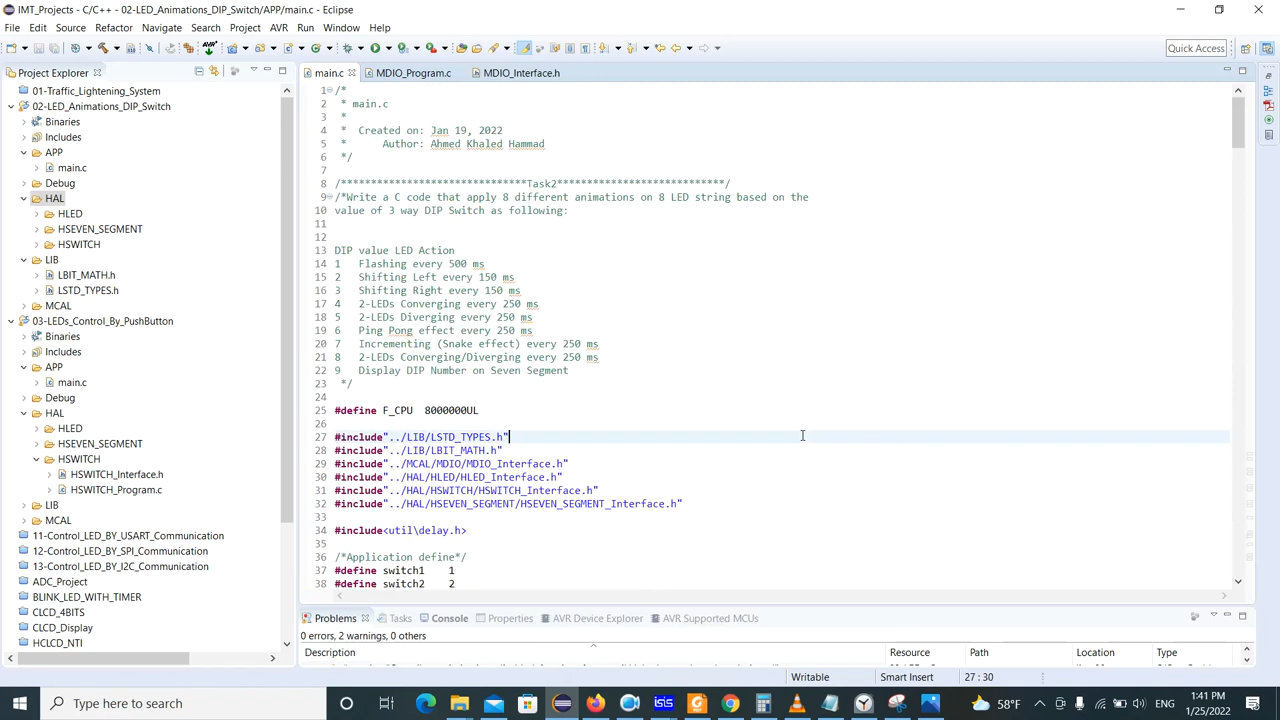 IMT_Projects - C/C++ - 02-LED_Animations_DIP_Switch/APP/main.c - Eclipse
File Edit Source Refactor Navigate Search Project AVR Run Window Help
Quick Access
Project Explorer
01-Traffic_Lightening_System
02-LED_Animations_DIP_Switch
Binaries
Includes
APP
main.c
Debug
HAL
HLED
HSEVEN_SEGMENT
HSWITCH
LIB
LBIT_MATH.h
LSTD_TYPES.h
MCAL
03-LEDs_Control_By_PushButton
Binaries
Includes
APP
main.c
Debug
HAL
HLED
HSEVEN_SEGMENT
HSWITCH
HSWITCH_Interface.h
HSWITCH_Program.c
LIB
MCAL
11-Control_LED_BY_USART_Communication
12-Control_LED_BY_SPI_Communication
13-Control_LED_BY_I2C_Communication
ADC_Project
BLINK_LED_WITH_TIMER
CLCD_4BITS
CLCD_Display
HCLCD_NTI
main.c MDIO_Program.c MDIO_Interface.h
1 /*
2 * main.c
3 *
4 * Created on: Jan 19, 2022
5 * Author: Ahmed Khaled Hammad
6 */
7
8 /*****************************Task2**************************/
9 /*Write a C code that apply 8 different animations on 8 LED string based on the
10 value of 3 way DIP Switch as following:
11
12
13 DIP value LED Action
14 1 Flashing every 500 ms
15 2 Shifting Left every 150 ms
16 3 Shifting Right every 150 ms
17 4 2-LEDs Converging every 250 ms
18 5 2-LEDs Diverging every 250 ms
19 6 Ping Pong effect every 250 ms
20 7 Incrementing (Snake effect) every 250 ms
21 8 2-LEDs Converging/Diverging every 250 ms
22 9 Display DIP Number on Seven Segment
23 */
24
25 #define F_CPU 8000000UL
26
27 #include"../LIB/LSTD_TYPES.h"
28 #include"../LIB/LBIT_MATH.h"
29 #include"../MCAL/MDIO/MDIO_Interface.h"
30 #include"../HAL/HLED/HLED_Interface.h"
31 #include"../HAL/HSWITCH/HSWITCH_Interface.h"
32 #include"../HAL/HSEVEN_SEGMENT/HSEVEN_SEGMENT_Interface.h"
33
34 #include<util\delay.h>
35
36 /*Application define*/
37 #define switch1 1
38 #define switch2 2
Problems Tasks Console Properties AVR Device Explorer AVR Supported MCUs
0 errors, 2 warnings, 0 others
Description Resource Path Location Type
Writable Smart Insert 27 : 30
Type here to search
58°F ENG 1:41 PM
1/25/2022